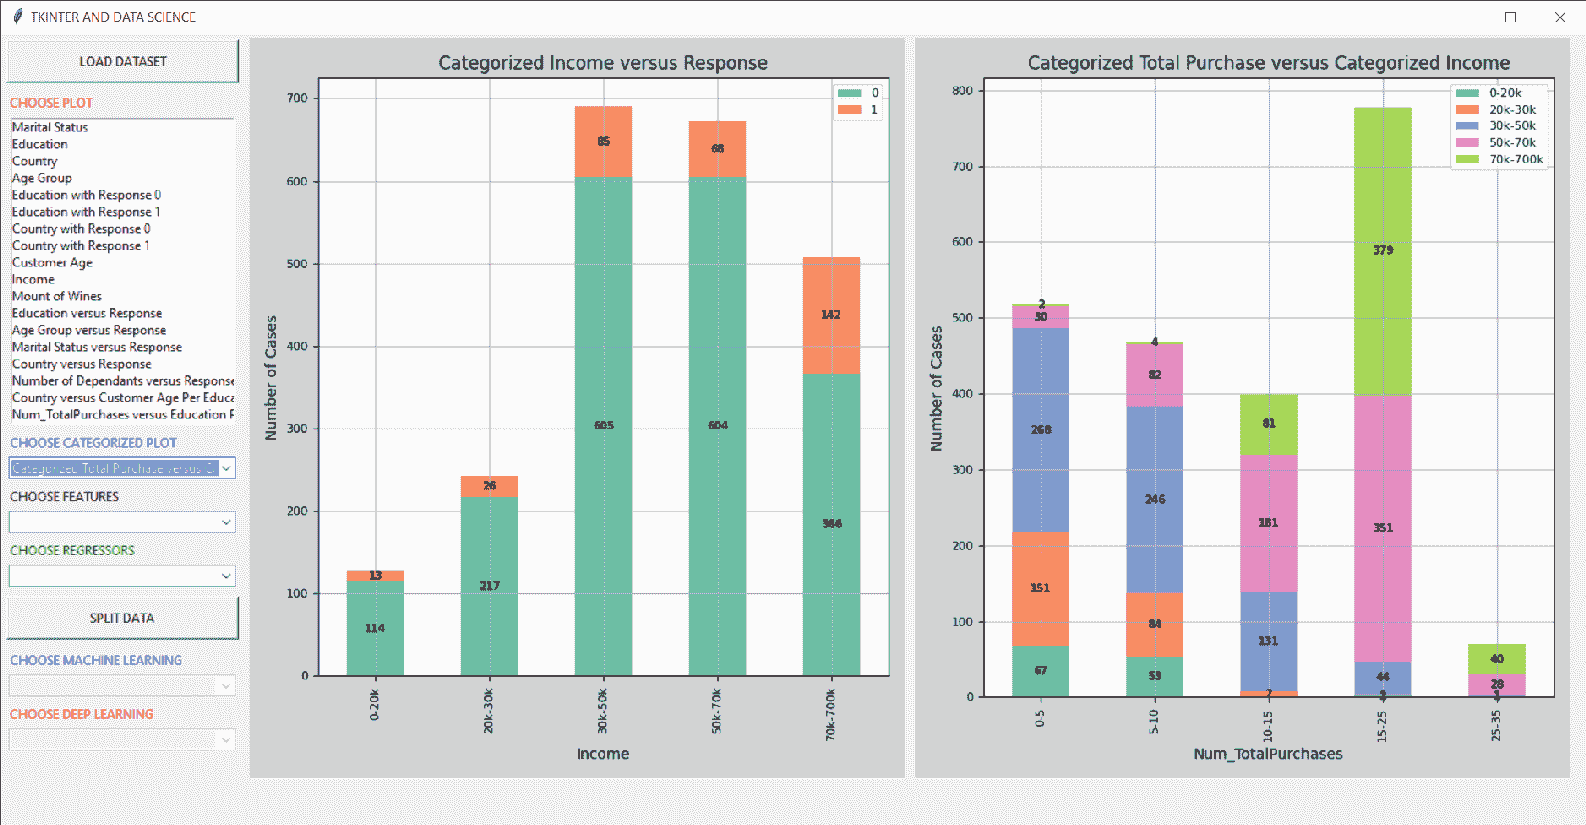 TKINTER AND DATA SCIENCE
LOAD DATASET
CHOOSE PLOT
Marital Status
Education
Country
Age Group
Education with Response 0
Education with Response 1
Country with Response 0
Country with Response 1
Customer Age
Income
Mount of Wines
Education versus Response
Age Group versus Response
Marital Status versus Response
Country versus Response
Number of Dependants versus Response
Country versus Customer Age Per Educa
Num_TotalPurchases versus Education P
CHOOSE CATEGORIZED PLOT
Categorized Total Purchase versus C
CHOOSE FEATURES
CHOOSE REGRESSORS
SPLIT DATA
CHOOSE MACHINE LEARNING
CHOOSE DEEP LEARNING
Categorized Income versus Response
0
1
Number of Cases
700
600
500
400
300
200
100
0
13
114
26
217
85
605
68
604
142
366
0-20k
20k-30k
30k-50k
50k-70k
70k-700k
Income
Categorized Total Purchase versus Categorized Income
0-20k
20k-30k
30k-50k
50k-70k
70k-700k
Number of Cases
800
700
600
500
400
300
200
100
0
2
30
268
151
67
4
82
246
84
53
81
181
131
7
379
351
44
40
28
0-5
5-10
10-15
15-25
25-35
Num_TotalPurchases